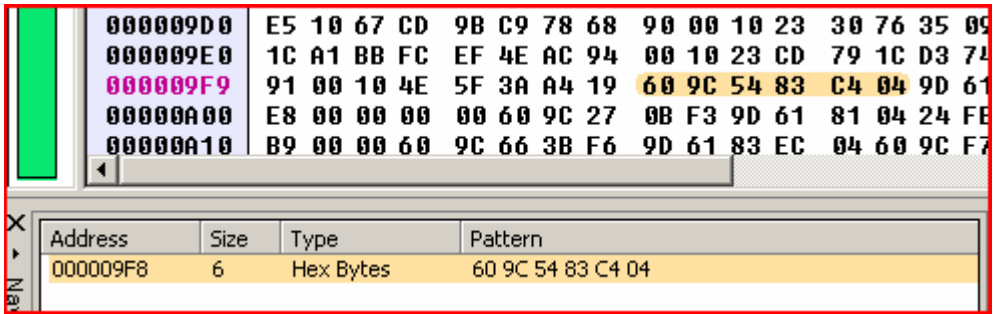 000009D0 E5 10 67 CD 9B C9 78 68 90 00 10 23 30 76 35 09
000009E0 1C A1 BB FC EF 4E AC 94 00 10 23 CD 79 1C D3 74
000009F9 91 00 10 4E 5F 3A A4 19 60 9C 54 83 C4 04 9D 61
00000A00 E8 00 00 00 00 60 9C 27 0B F3 9D 61 81 04 24 FE
00000A10 B9 00 00 60 9C 66 3B F6 9D 61 83 EC 04 60 9C F7
Address Size Type Pattern
000009F8 6 Hex Bytes 60 9C 54 83 C4 04